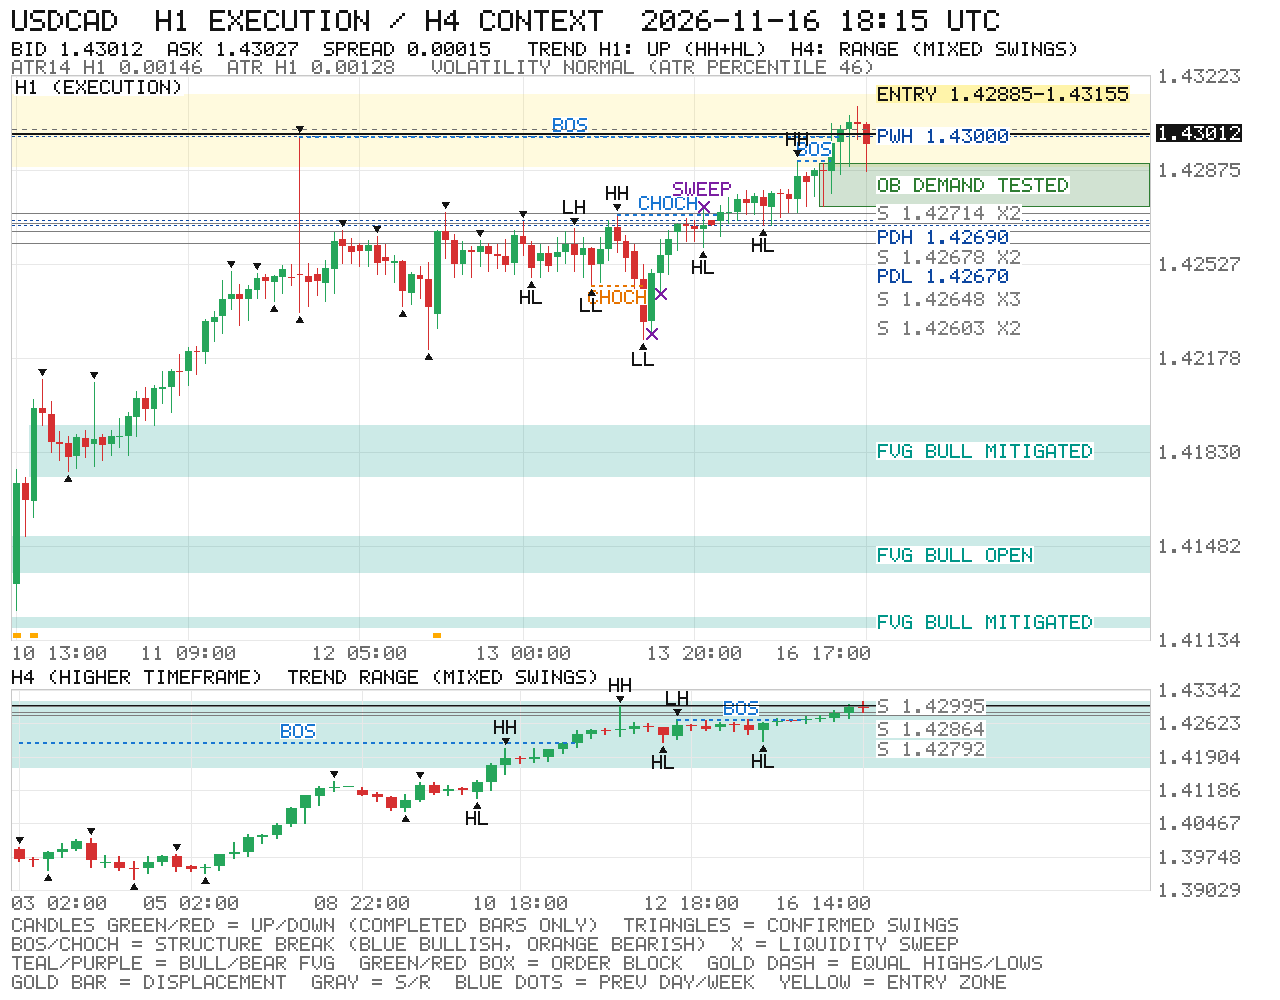 USDCAD  H1 EXECUTION / H4 CONTEXT  2026-11-16 18:15 UTC
BID 1.43012  ASK 1.43027  SPREAD 0.00015   TREND H1: UP (HH+HL)  H4: RANGE (MIXED SWINGS)
ATR14 H1 0.00146  ATR H1 0.00128   VOLATILITY NORMAL (ATR PERCENTILE 46)
1.43223
H1 (EXECUTION)
ENTRY 1.42885-1.43155
BOS
1.43012
PWH 1.43000
HH
BOS
1.42875
OB DEMAND TESTED
SWEEP
HH
CHOCH
LH
S 1.42714 X2
PDH 1.42690
HL
S 1.42678 X2
1.42527
HL
PDL 1.42670
HL
CHOCH
LL
S 1.42648 X3
S 1.42603 X2
LL
1.42178
FVG BULL MITIGATED
1.41830
FVG BULL OPEN
1.41482
FVG BULL MITIGATED
1.41134
10 13:00  11 09:00  12 05:00  13 00:00  13 20:00  16 17:00
H4 (HIGHER TIMEFRAME)  TREND RANGE (MIXED SWINGS)
HH
1.43342
LH
S 1.42995
BOS
HH
1.42623
BOS
S 1.42864
S 1.42792
1.41904
HL
HL
1.41186
HL
1.40467
1.39748
1.39029
03 02:00  05 02:00  08 22:00  10 18:00  12 18:00  16 14:00
CANDLES GREEN/RED = UP/DOWN (COMPLETED BARS ONLY)  TRIANGLES = CONFIRMED SWINGS
BOS/CHOCH = STRUCTURE BREAK (BLUE BULLISH, ORANGE BEARISH)  X = LIQUIDITY SWEEP
TEAL/PURPLE = BULL/BEAR FVG  GREEN/RED BOX = ORDER BLOCK  GOLD DASH = EQUAL HIGHS/LOWS
GOLD BAR = DISPLACEMENT  GRAY = S/R  BLUE DOTS = PREV DAY/WEEK  YELLOW = ENTRY ZONE